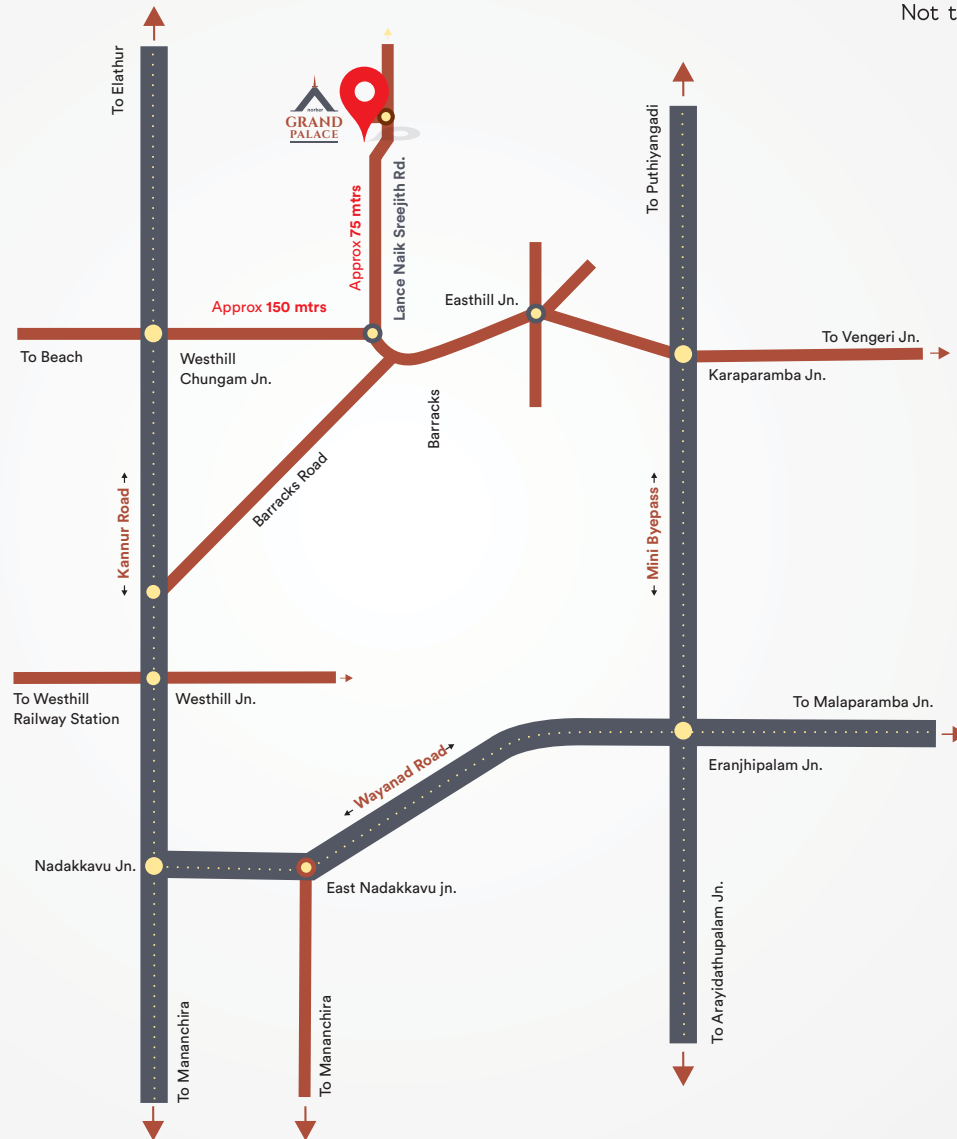 Not t
To Elathur
norker
GRAND
PALACE
To Puthiyangadi
Approx 75 mtrs
Lance Naik Sreejith Rd.
Easthill Jn.
Approx 150 mtrs
To Beach
Westhill
Chungam Jn.
To Vengeri Jn.
Karaparamba Jn.
Barracks
Barracks Road
Kannur Road
Mini Byepass
To Westhill
Railway Station
Westhill Jn.
To Malaparamba Jn.
Wayanad Road
Eranjhipalam Jn.
Nadakkavu Jn.
East Nadakkavu jn.
To Arayidathupalam Jn.
To Mananchira
To Mananchira